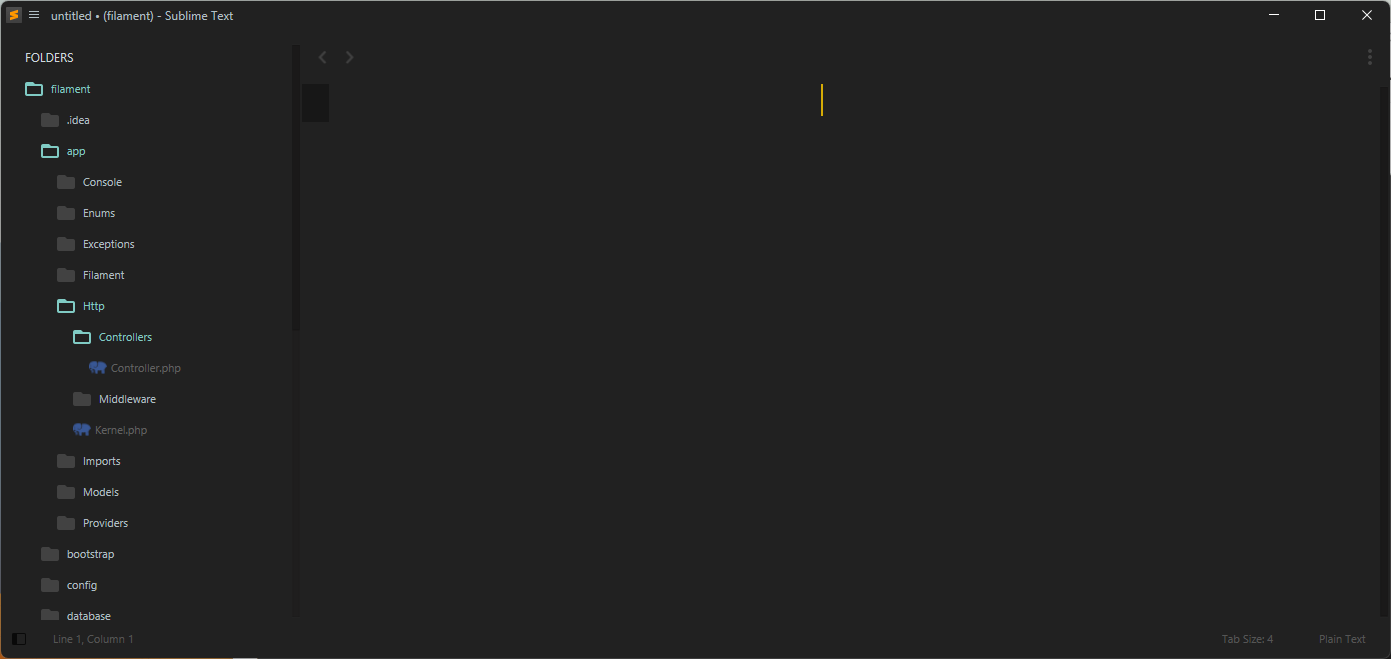 untitled • (filament) - Sublime Text
FOLDERS
filament
.idea
app
Console
Enums
Exceptions
Filament
Http
Controllers
Controller.php
Middleware
Kernel.php
Imports
Models
Providers
bootstrap
config
database
Line 1, Column 1
Tab Size: 4
Plain Text